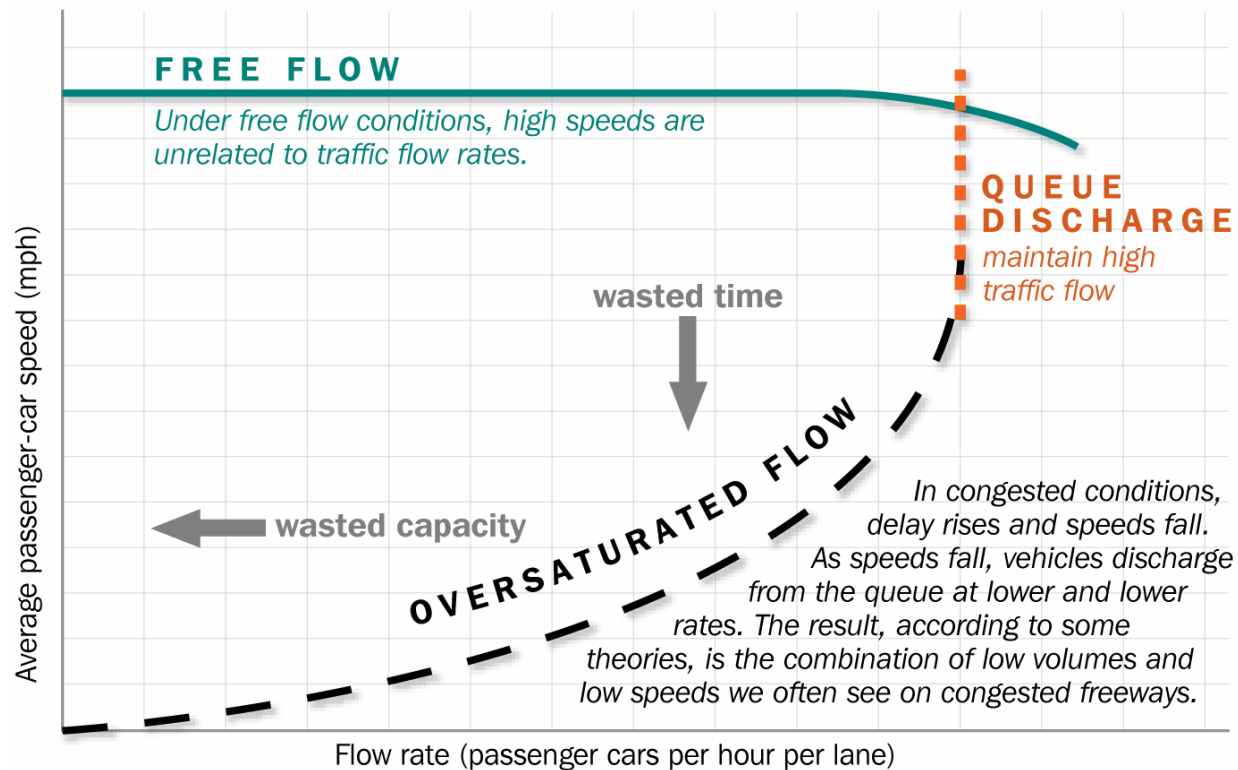 FREE FLOW
Under free flow conditions, high speeds are
unrelated to traffic flow rates.
QUEUE
DISCHARGE
maintain high
traffic flow
wasted time
OVERSATURATED FLOW
wasted capacity
In congested conditions,
delay rises and speeds fall.
As speeds fall, vehicles discharge
from the queue at lower and lower
rates. The result, according to some
theories, is the combination of low volumes and
low speeds we often see on congested freeways.
Average passenger-car speed (mph)
Flow rate (passenger cars per hour per lane)